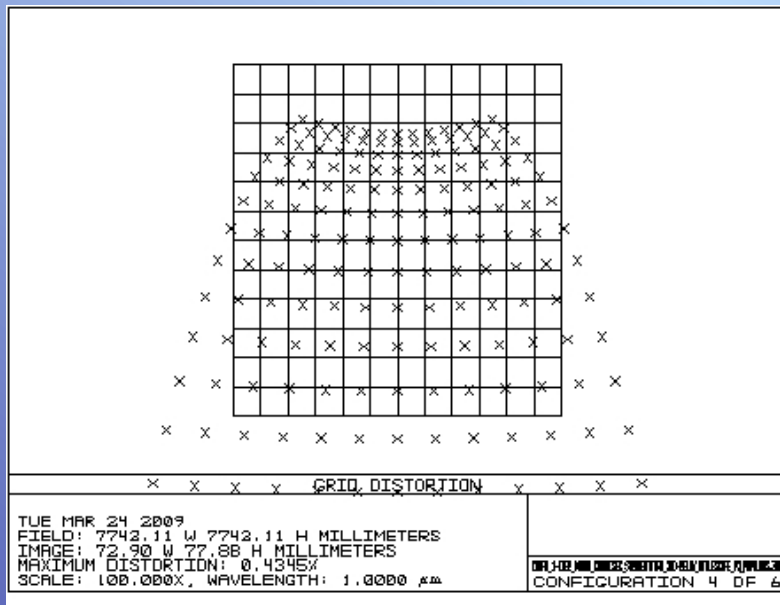 GRID DISTORTION
TUE MAR 24 2009
FIELD: 7742.11 W 7742.11 H MILLIMETERS
IMAGE: 72.90 W 77.88 H MILLIMETERS
MAXIMUM DISTORTION: 0.4345%
SCALE: 100.000X, WAVELENGTH: 1.0000 µm
CONFIGURATION 4 OF 6